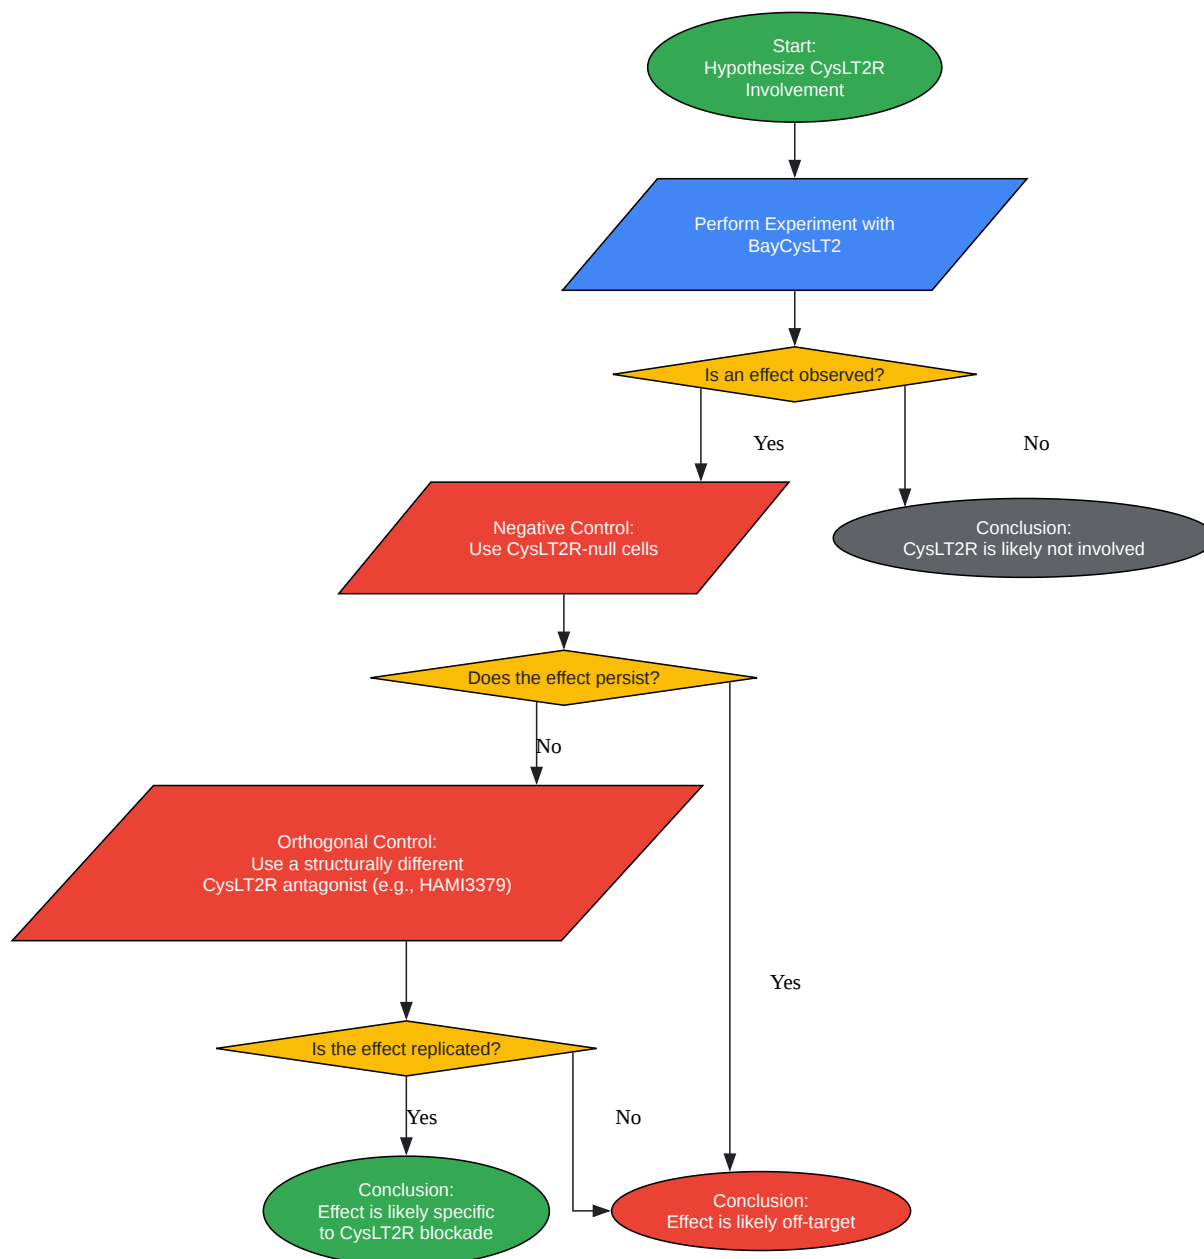 Start:
Hypothesize CysLT2R
Involvement
Perform Experiment with
BayCysLT2
Is an effect observed?
Yes
No
Negative Control:
Use CysLT2R-null cells
Conclusion:
CysLT2R is likely not involved
Does the effect persist?
No
Orthogonal Control:
Use a structurally different
CysLT2R antagonist (e.g., HAMI3379)
Yes
Is the effect replicated?
Yes
No
Conclusion:
Effect is likely specific
to CysLT2R blockade
Conclusion:
Effect is likely off-target